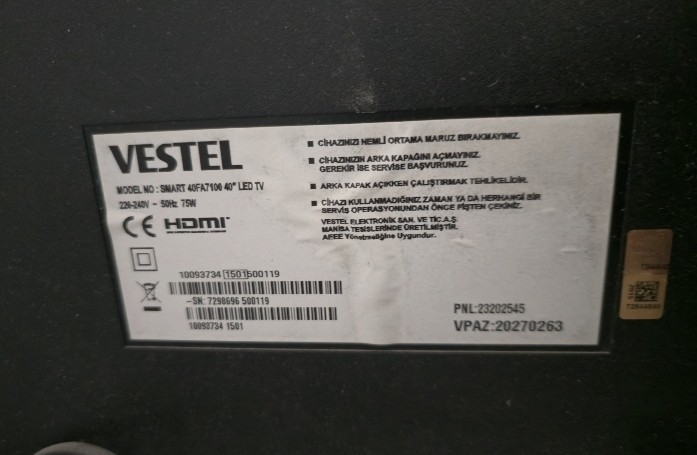 VESTEL
MODEL NO : SMART 40FA7100 40" LED TV
220-240V ~ 50Hz 75W
CE HDMI
10093734 1501500119
-SN: 7298696 500119
10093734 1501
■ CİHAZINIZI NEMLİ ORTAMA MARUZ BIRAKMAYINIZ.
■ CİHAZINIZIN ARKA KAPAĞINI AÇMAYINIZ.
GEREKİR İSE SERVİSE BAŞVURUNUZ.
■ ARKA KAPAK AÇIKKEN ÇALIŞTIRMAK TEHLİKELİDİR.
■ CİHAZI KULLANMADIĞINIZ ZAMAN YA DA HERHANGİ BİR
SERVİS OPERASYONUNDAN ÖNCE FİŞTEN ÇEKİNİZ.
VESTEL ELEKTRONİK SAN. VE TİC.A.Ş.
MANİSA TESİSLERİNDE ÜRETİLMİŞTİR.
AEEE Yönetmeliğine Uygundur.
PNL:23202545
VPAZ:20270263